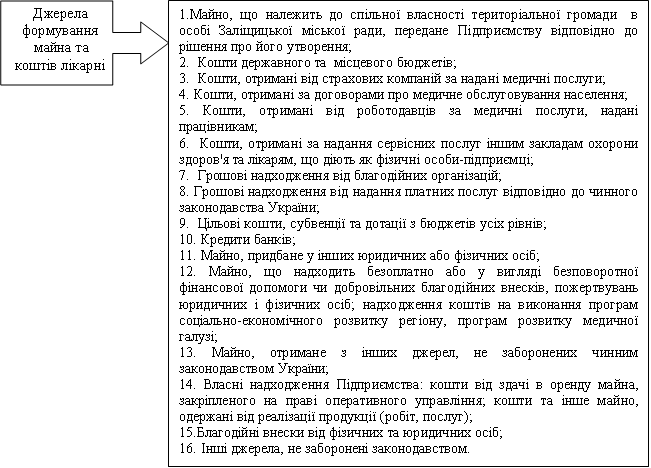 Джерела
формування
майна та
коштів лікарні
1.Майно, що належить до спільної власності територіальної громади в
особі Заліщицької міської ради, передане Підприємству відповідно до
рішення про його утворення;
2. Кошти державного та місцевого бюджетів;
3. Кошти, отримані від страхових компаній за надані медичні послуги;
4. Кошти, отримані за договорами про медичне обслуговування населення;
5. Кошти, отримані від роботодавців за медичні послуги, надані
працівникам;
6. Кошти, отримані за надання сервісних послуг іншим закладам охорони
здоров'я та лікарям, що діють як фізичні особи-підприємці;
7. Грошові надходження від благодійних організацій;
8. Грошові надходження від надання платних послуг відповідно до чинного
законодавства України;
9. Цільові кошти, субвенції та дотації з бюджетів усіх рівнів;
10. Кредити банків;
11. Майно, придбане у інших юридичних або фізичних осіб;
12. Майно, що надходить безоплатно або у вигляді безповоротної
фінансової допомоги чи добровільних благодійних внесків, пожертвувань
юридичних і фізичних осіб; надходження коштів на виконання програм
соціально-економічного розвитку регіону, програм розвитку медичної
галузі;
13. Майно, отримане з інших джерел, не заборонених чинним
законодавством України;
14. Власні надходження Підприємства: кошти від здачі в оренду майна,
закріпленого на праві оперативного управління; кошти та інше майно,
одержані від реалізації продукції (робіт, послуг);
15.Благодійні внески від фізичних та юридичних осіб;
16. Інші джерела, не заборонені законодавством.